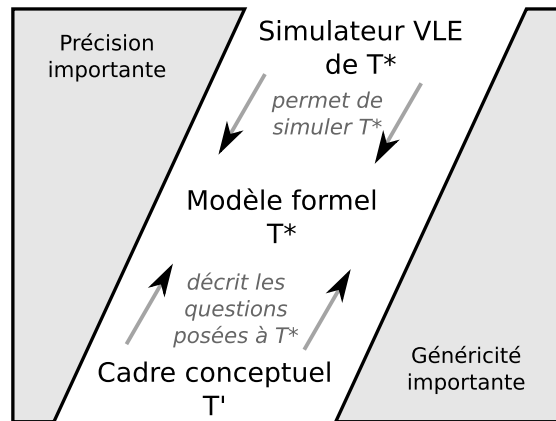 Précision
importante
Simulateur VLE
de T*
permet de
simuler T*
Modèle formel
T*
décrit les
questions
posées à T*
Cadre conceptuel
T'
Généricité
importante